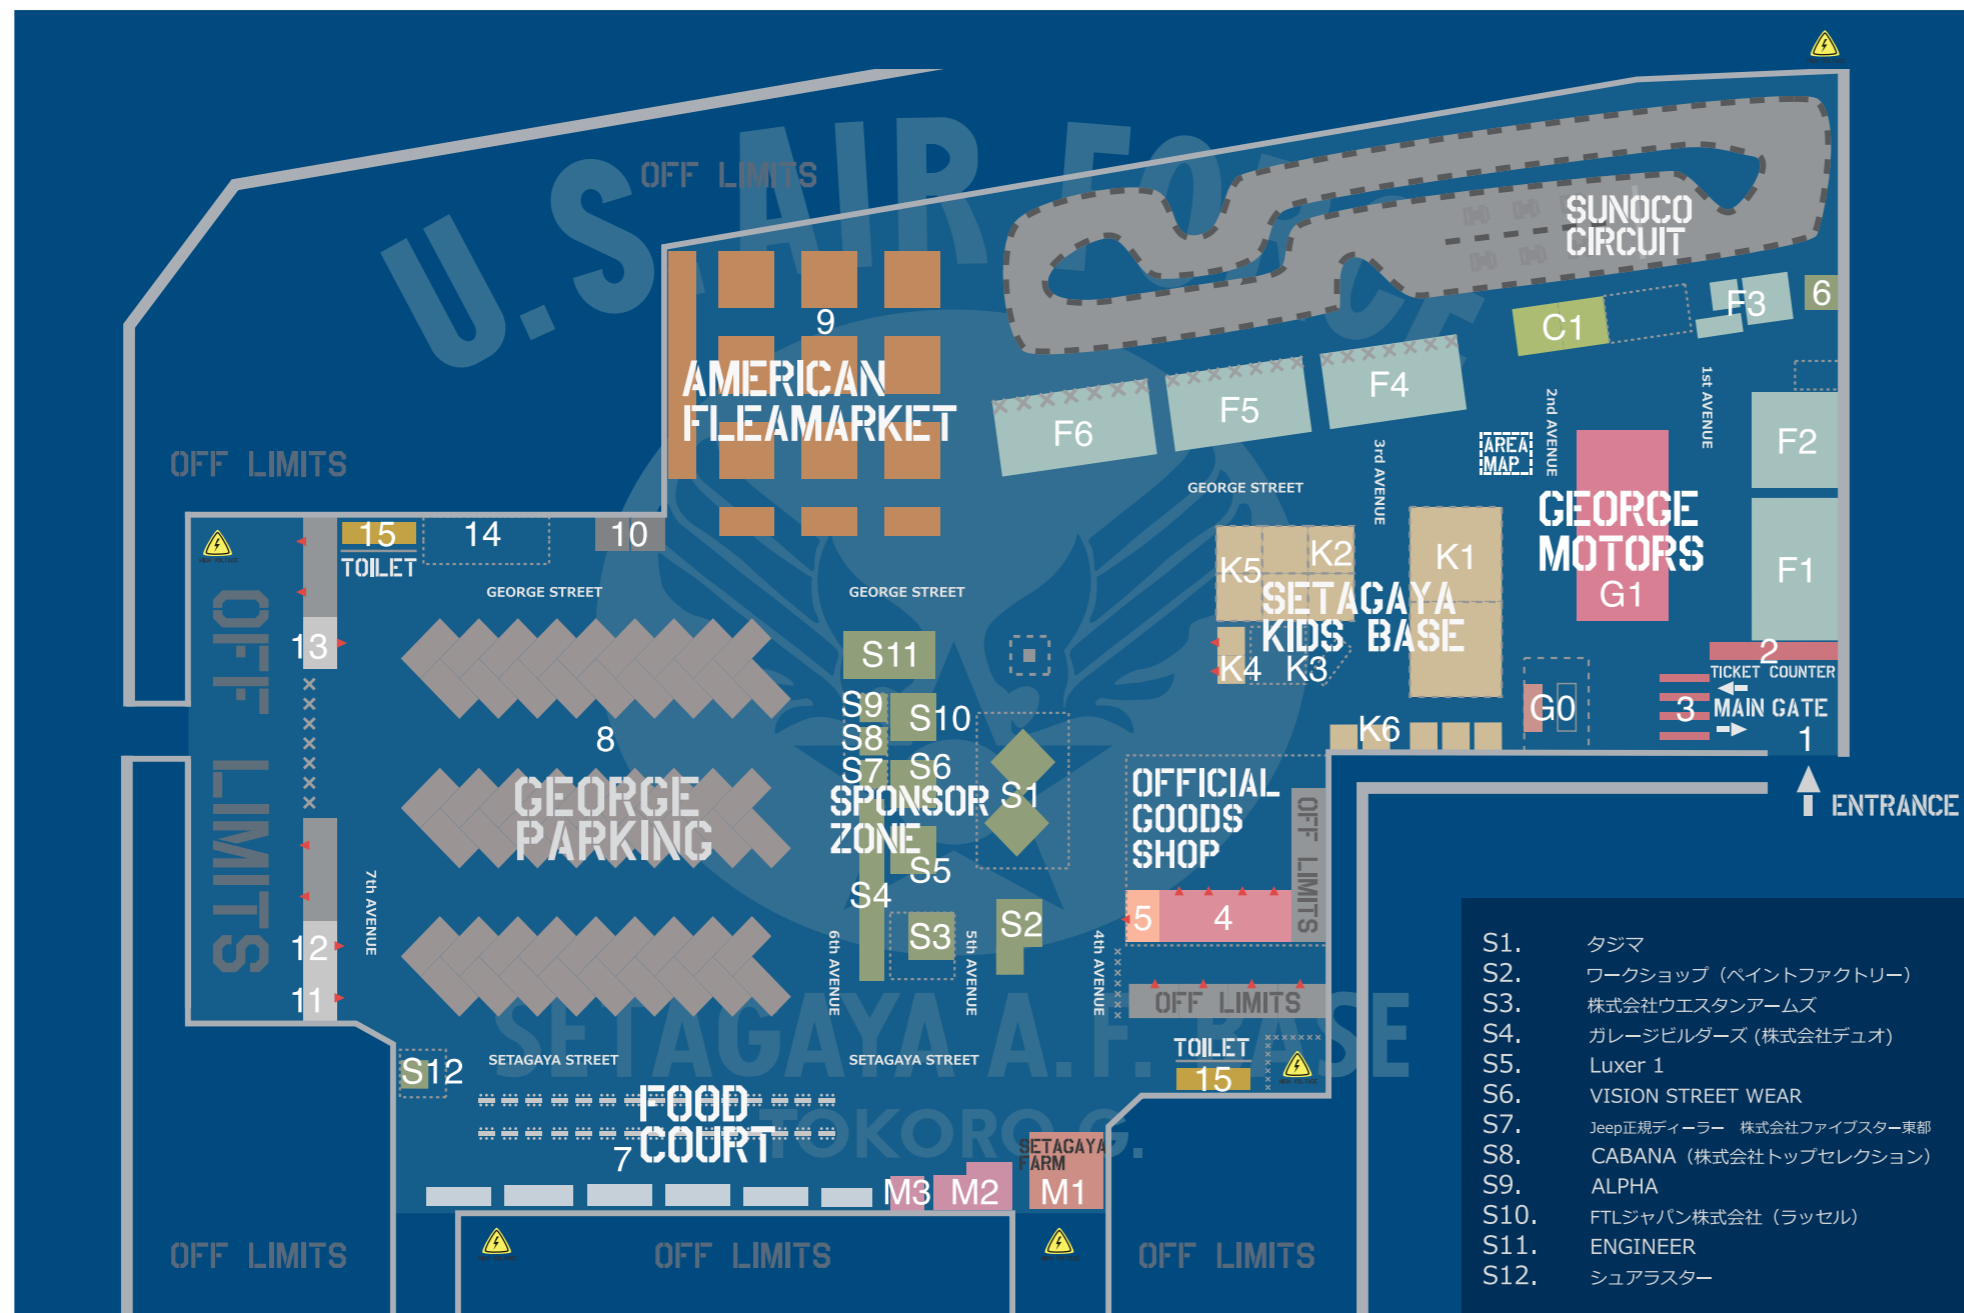 U.S. AIR FORCE
OFF LIMITS
SUNOCO
CIRCUIT
9
AMERICAN
FLEAMARKET
C1
F3
6
F6
F5
F4
1st AVENUE
2nd AVENUE
3rd AVENUE
AREA
MAP
F2
OFF LIMITS
GEORGE STREET
GEORGE
MOTORS
G1
F1
15
TOILET
14
10
GEORGE STREET
GEORGE STREET
K5
K2
K1
SETAGAYA
KIDS BASE
K4
K3
K6
G0
2
TICKET COUNTER
3
MAIN GATE
1
ENTRANCE
OFF LIMITS
13
8
GEORGE
PARKING
S11
S9
S10
S8
S7
S6
SPONSOR
ZONE
S1
S5
S4
S3
S2
OFFICIAL
GOODS
SHOP
OFF LIMITS
5
4
7th AVENUE
6th AVENUE
5th AVENUE
4th AVENUE
12
11
OFF LIMITS
SETAGAYA A.F. BASE
TOKORO G.
S12
SETAGAYA STREET
SETAGAYA STREET
TOILET
15
FOOD
COURT
7
SETAGAYA
FARM
M3
M2
M1
OFF LIMITS
OFF LIMITS
OFF LIMITS
S1. タジマ
S2. ワークショップ（ペイントファクトリー）
S3. 株式会社ウエスタンアームズ
S4. ガレージビルダーズ (株式会社デュオ)
S5. Luxer 1
S6. VISION STREET WEAR
S7. Jeep正規ディーラー　株式会社ファイブスター東都
S8. CABANA（株式会社トップセレクション）
S9. ALPHA
S10. FTLジャパン株式会社（ラッセル）
S11. ENGINEER
S12. シュアラスター